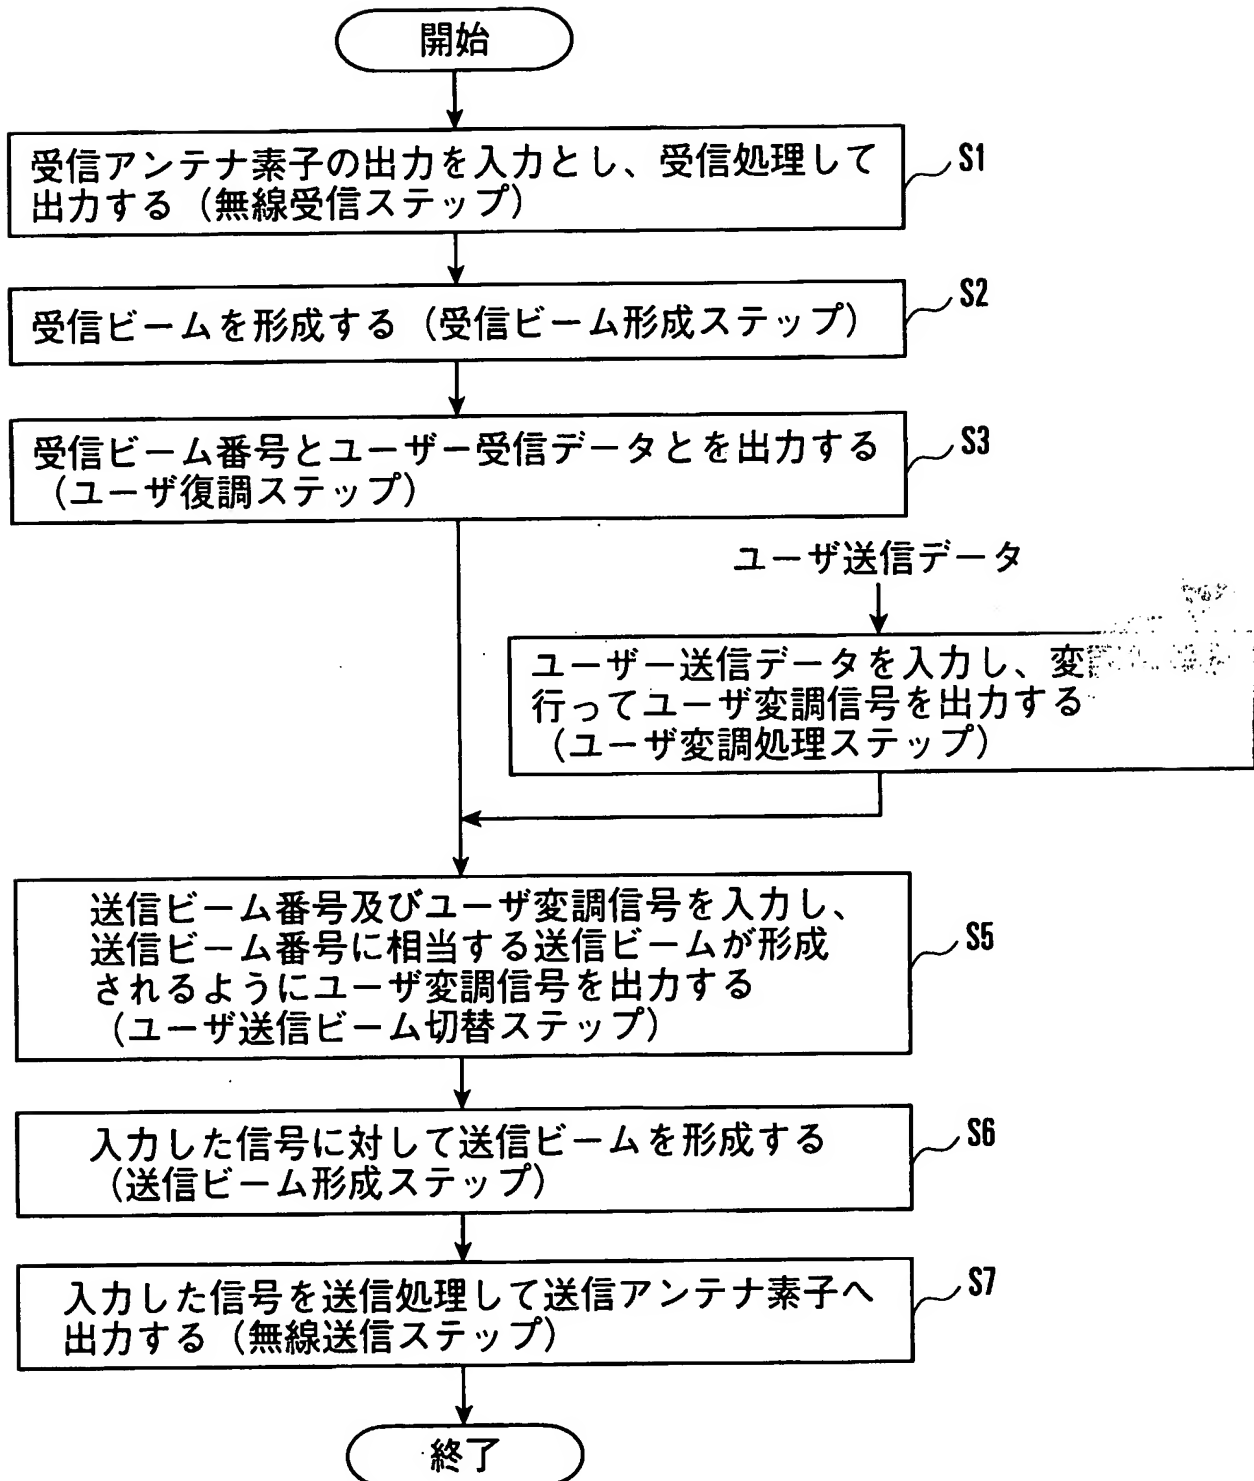 開始
受信アンテナ素子の出力を入力とし、受信処理して
出力する（無線受信ステップ）
S1
受信ビームを形成する（受信ビーム形成ステップ）
S2
受信ビーム番号とユーザー受信データとを出力する
（ユーザ復調ステップ）
S3
ユーザ送信データ
ユーザー送信データを入力し、変
行ってユーザ変調信号を出力する
（ユーザ変調処理ステップ）
送信ビーム番号及びユーザ変調信号を入力し、
送信ビーム番号に相当する送信ビームが形成
されるようにユーザ変調信号を出力する
（ユーザ送信ビーム切替ステップ）
S5
入力した信号に対して送信ビームを形成する
（送信ビーム形成ステップ）
S6
入力した信号を送信処理して送信アンテナ素子へ
出力する（無線送信ステップ）
S7
終了